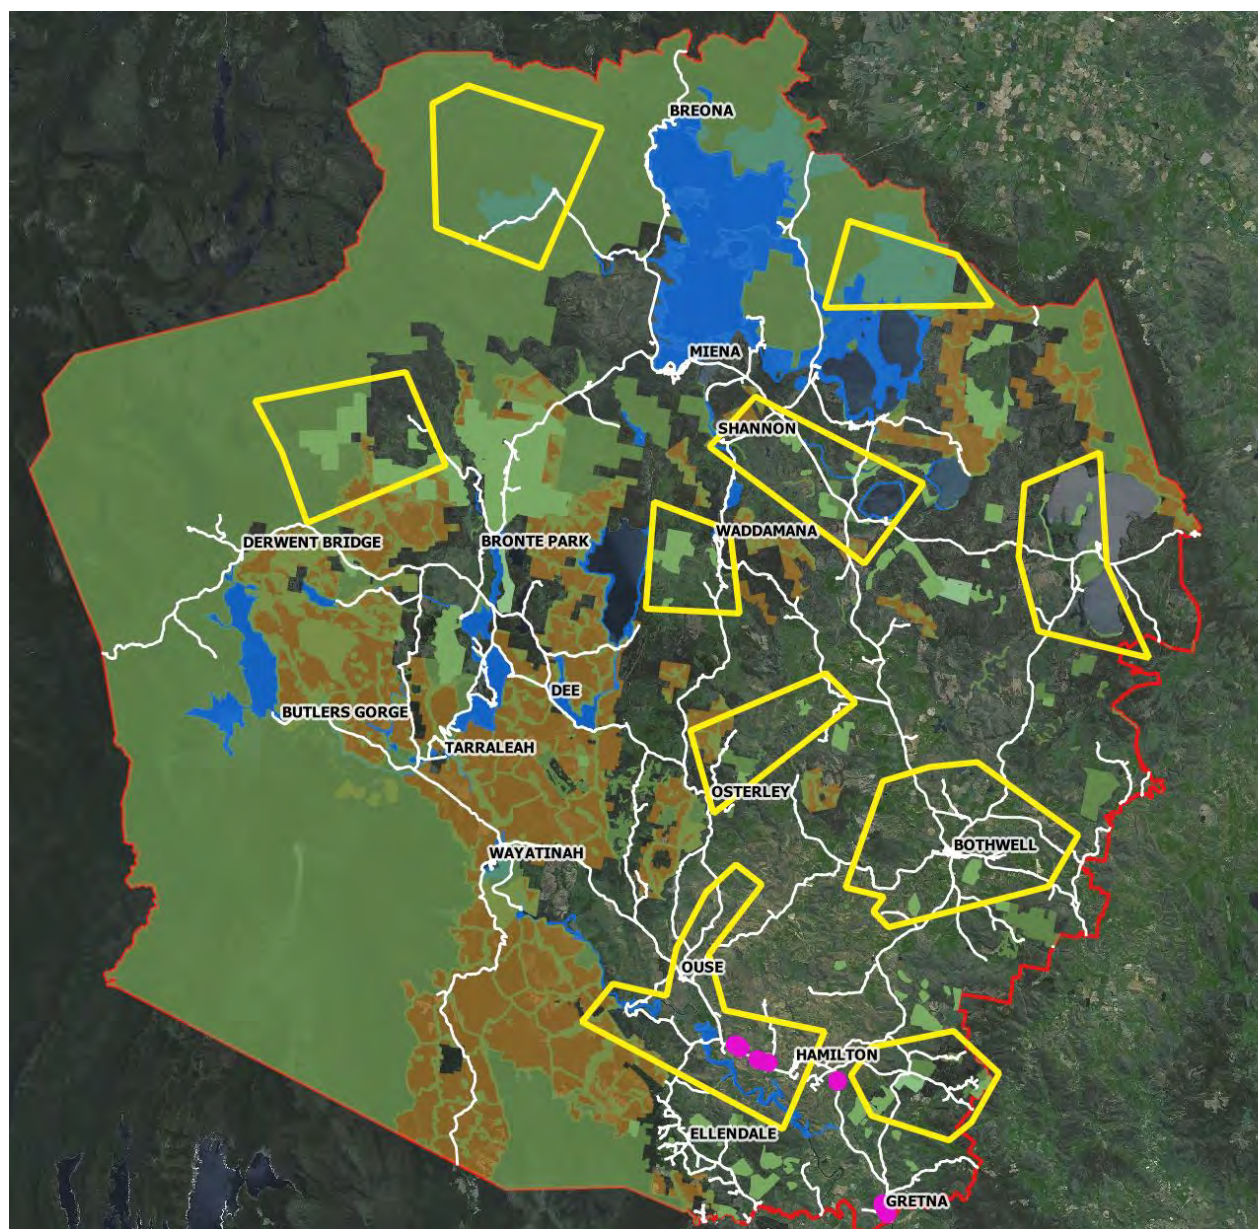 BREONA
MIENA
SHANNON
WADDAMANA
DERWENT BRIDGE
BRONTE PARK
DEE
BUTLERS GORGE
TARRALEAH
OSTERLEY
BOTHWELL
WAYATINAH
OUSE
HAMILTON
ELLENDALE
GRETNA